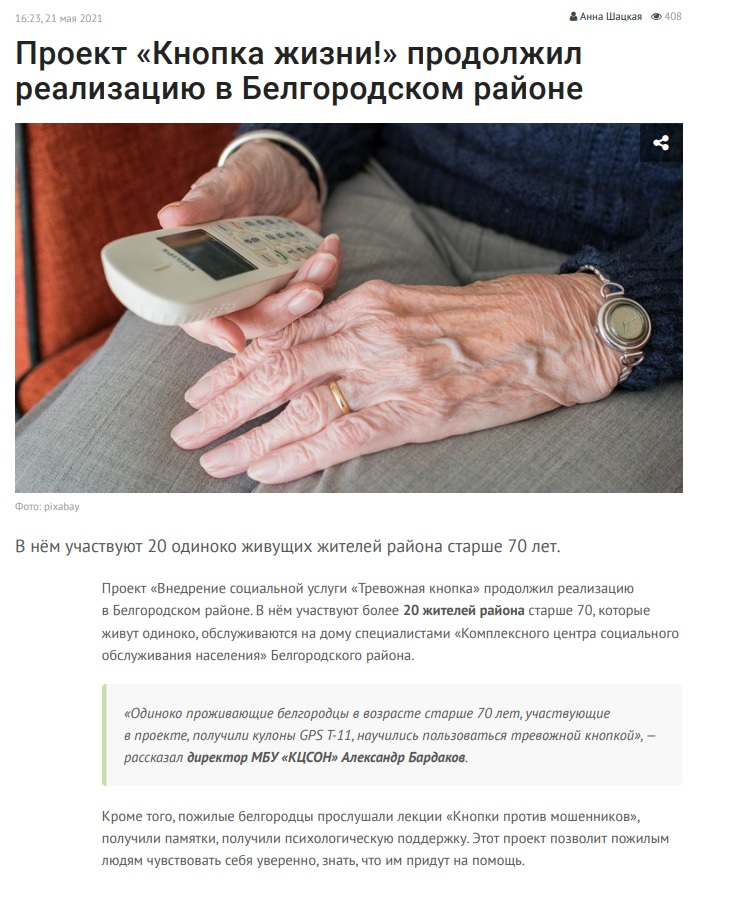 16:23, 21 мая 2021
Анна Шацкая 408
Проект «Кнопка жизни!» продолжил
реализацию в Белгородском районе
Фото: pixabay
В нём участвуют 20 одиноко живущих жителей района старше 70 лет.
Проект «Внедрение социальной услуги «Тревожная кнопка» продолжил реализацию
в Белгородском районе. В нём участвуют более 20 жителей района старше 70, которые
живут одиноко, обслуживаются на дому специалистами «Комплексного центра социального
обслуживания населения» Белгородского района.
«Одиноко проживающие белгородцы в возрасте старше 70 лет, участвующие
в проекте, получили кулоны GPS T-11, научились пользоваться тревожной кнопкой», —
рассказал директор МБУ «КЦСОН» Александр Бардаков.
Кроме того, пожилые белгородцы прослушали лекции «Кнопки против мошенников»,
получили памятки, получили психологическую поддержку. Этот проект позволит пожилым
людям чувствовать себя уверенно, знать, что им придут на помощь.